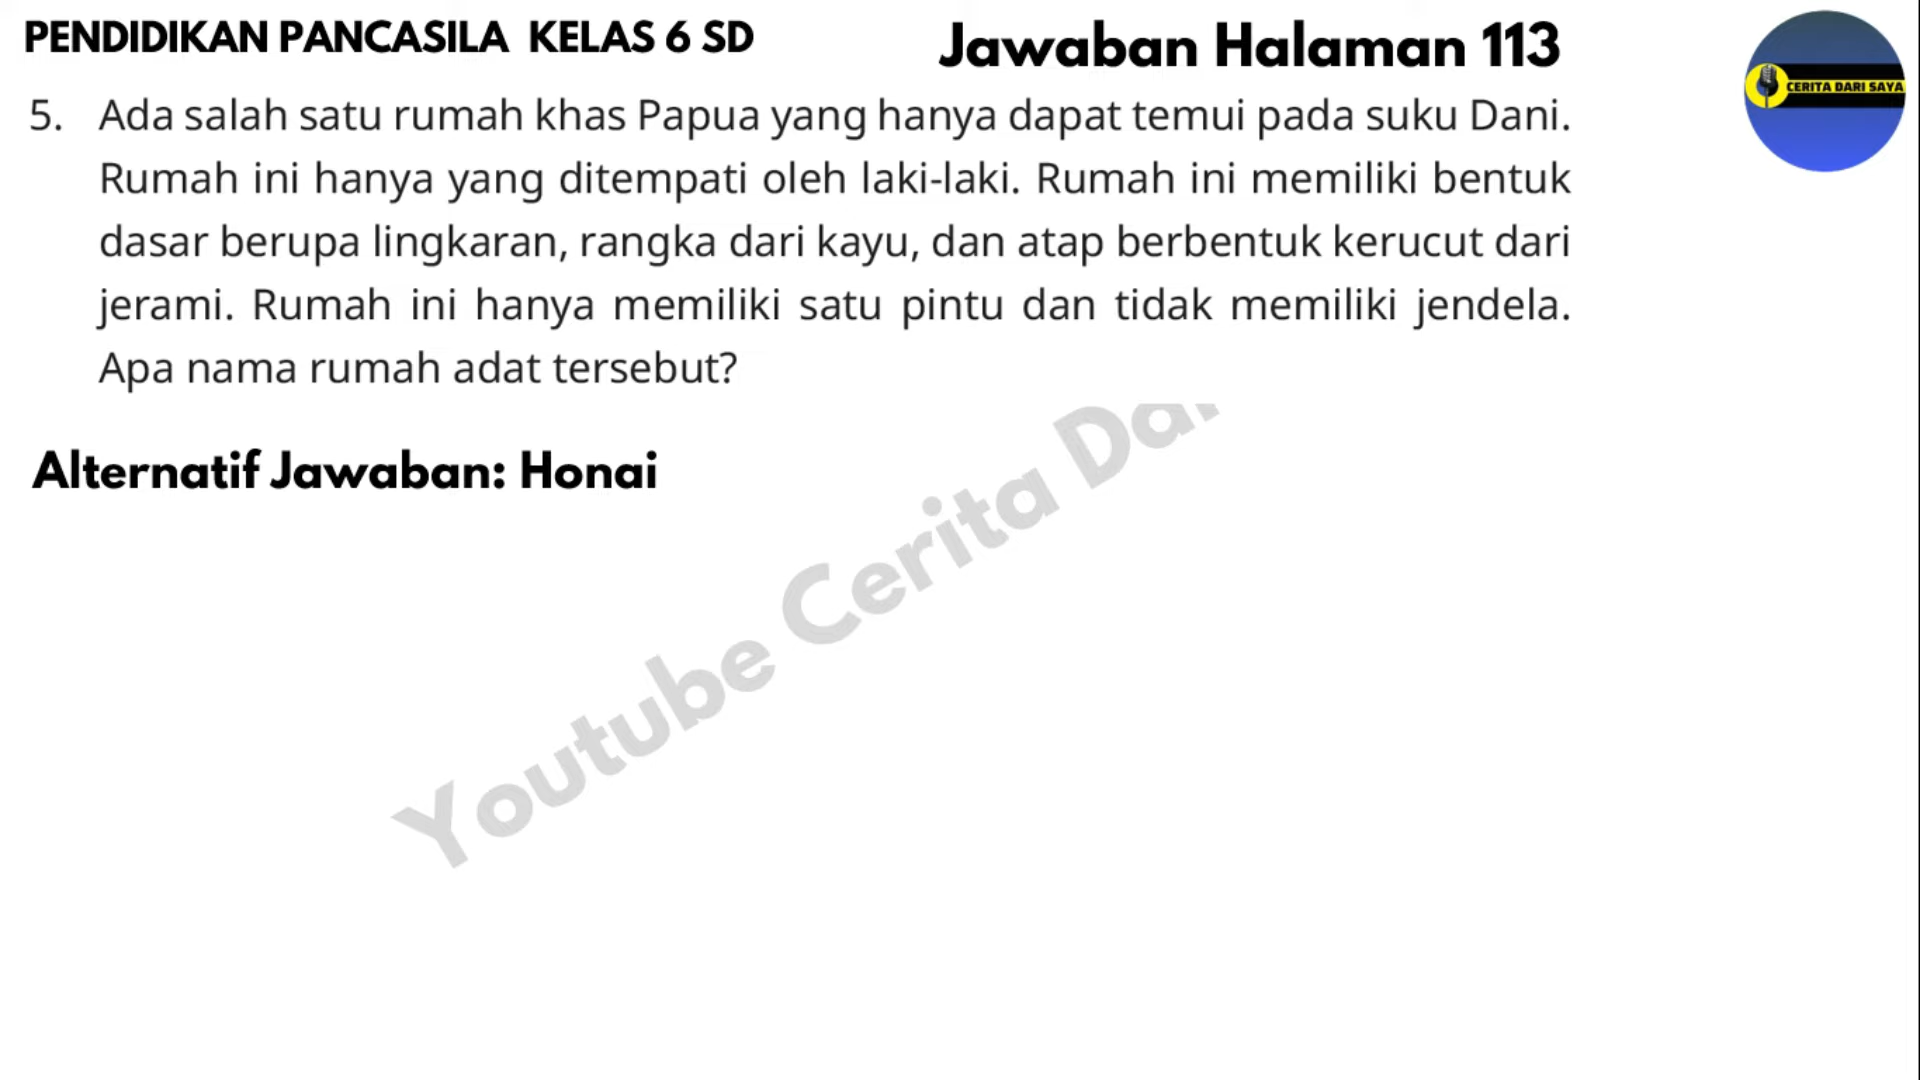 PENDIDIKAN PANCASILA KELAS 6 SD
Jawaban Halaman 113
CERITA DARI SAYA
5. Ada salah satu rumah khas Papua yang hanya dapat temui pada suku Dani.
Rumah ini hanya yang ditempati oleh laki-laki. Rumah ini memiliki bentuk
dasar berupa lingkaran, rangka dari kayu, dan atap berbentuk kerucut dari
jerami. Rumah ini hanya memiliki satu pintu dan tidak memiliki jendela.
Apa nama rumah adat tersebut?
Alternatif Jawaban: Honai
Youtube Cerita